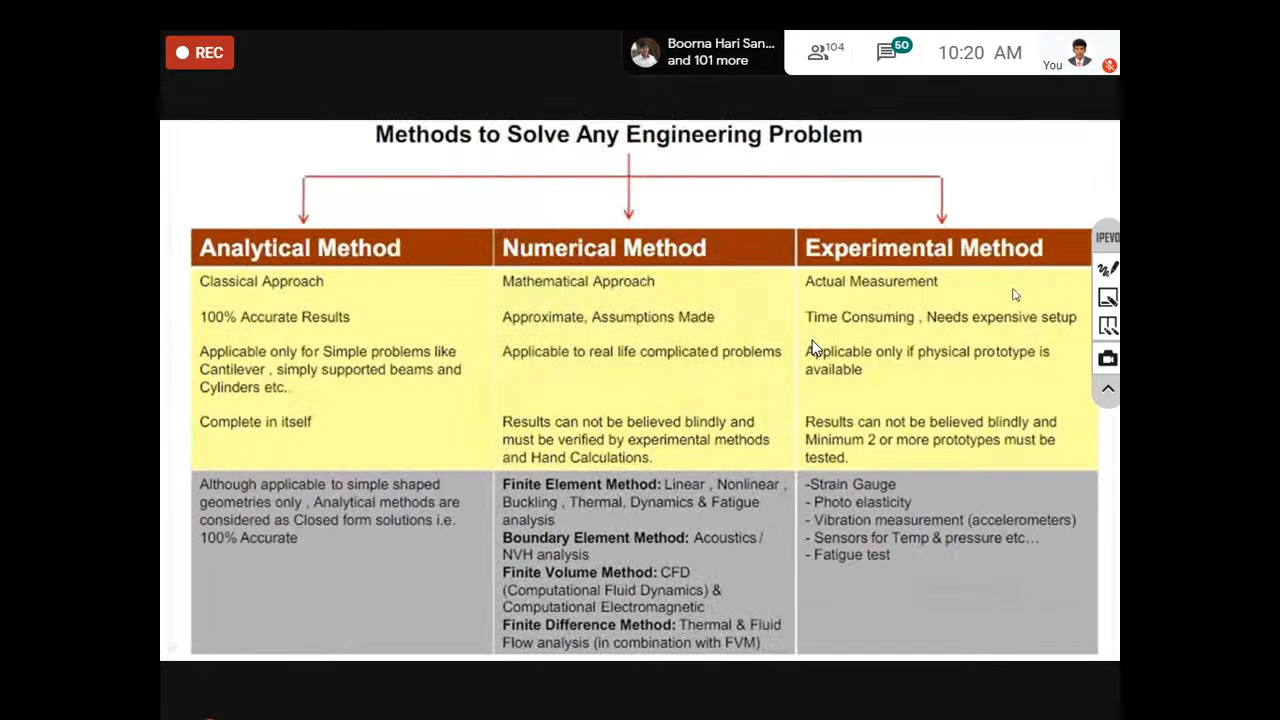 REC
Boorna Hari San...
and 101 more
104
50
10:20 AM
You
Methods to Solve Any Engineering Problem
Analytical Method
Classical Approach
100% Accurate Results
Applicable only for Simple problems like
Cantilever , simply supported beams and
Cylinders etc..
Complete in itself
Although applicable to simple shaped
geometries only , Analytical methods are
considered as Closed form solutions i.e.
100% Accurate
Numerical Method
Mathematical Approach
Approximate, Assumptions Made
Applicable to real life complicated problems
Results can not be believed blindly and
must be verified by experimental methods
and Hand Calculations.
Finite Element Method: Linear , Nonlinear ,
Buckling , Thermal, Dynamics & Fatigue
analysis
Boundary Element Method: Acoustics /
NVH analysis
Finite Volume Method: CFD
(Computational Fluid Dynamics) &
Computational Electromagnetic
Finite Difference Method: Thermal & Fluid
Flow analysis (in combination with FVM)
Experimental Method
Actual Measurement
Time Consuming , Needs expensive setup
Applicable only if physical prototype is
available
Results can not be believed blindly and
Minimum 2 or more prototypes must be
tested.
-Strain Gauge
- Photo elasticity
- Vibration measurement (accelerometers)
- Sensors for Temp & pressure etc...
- Fatigue test
IPEVO